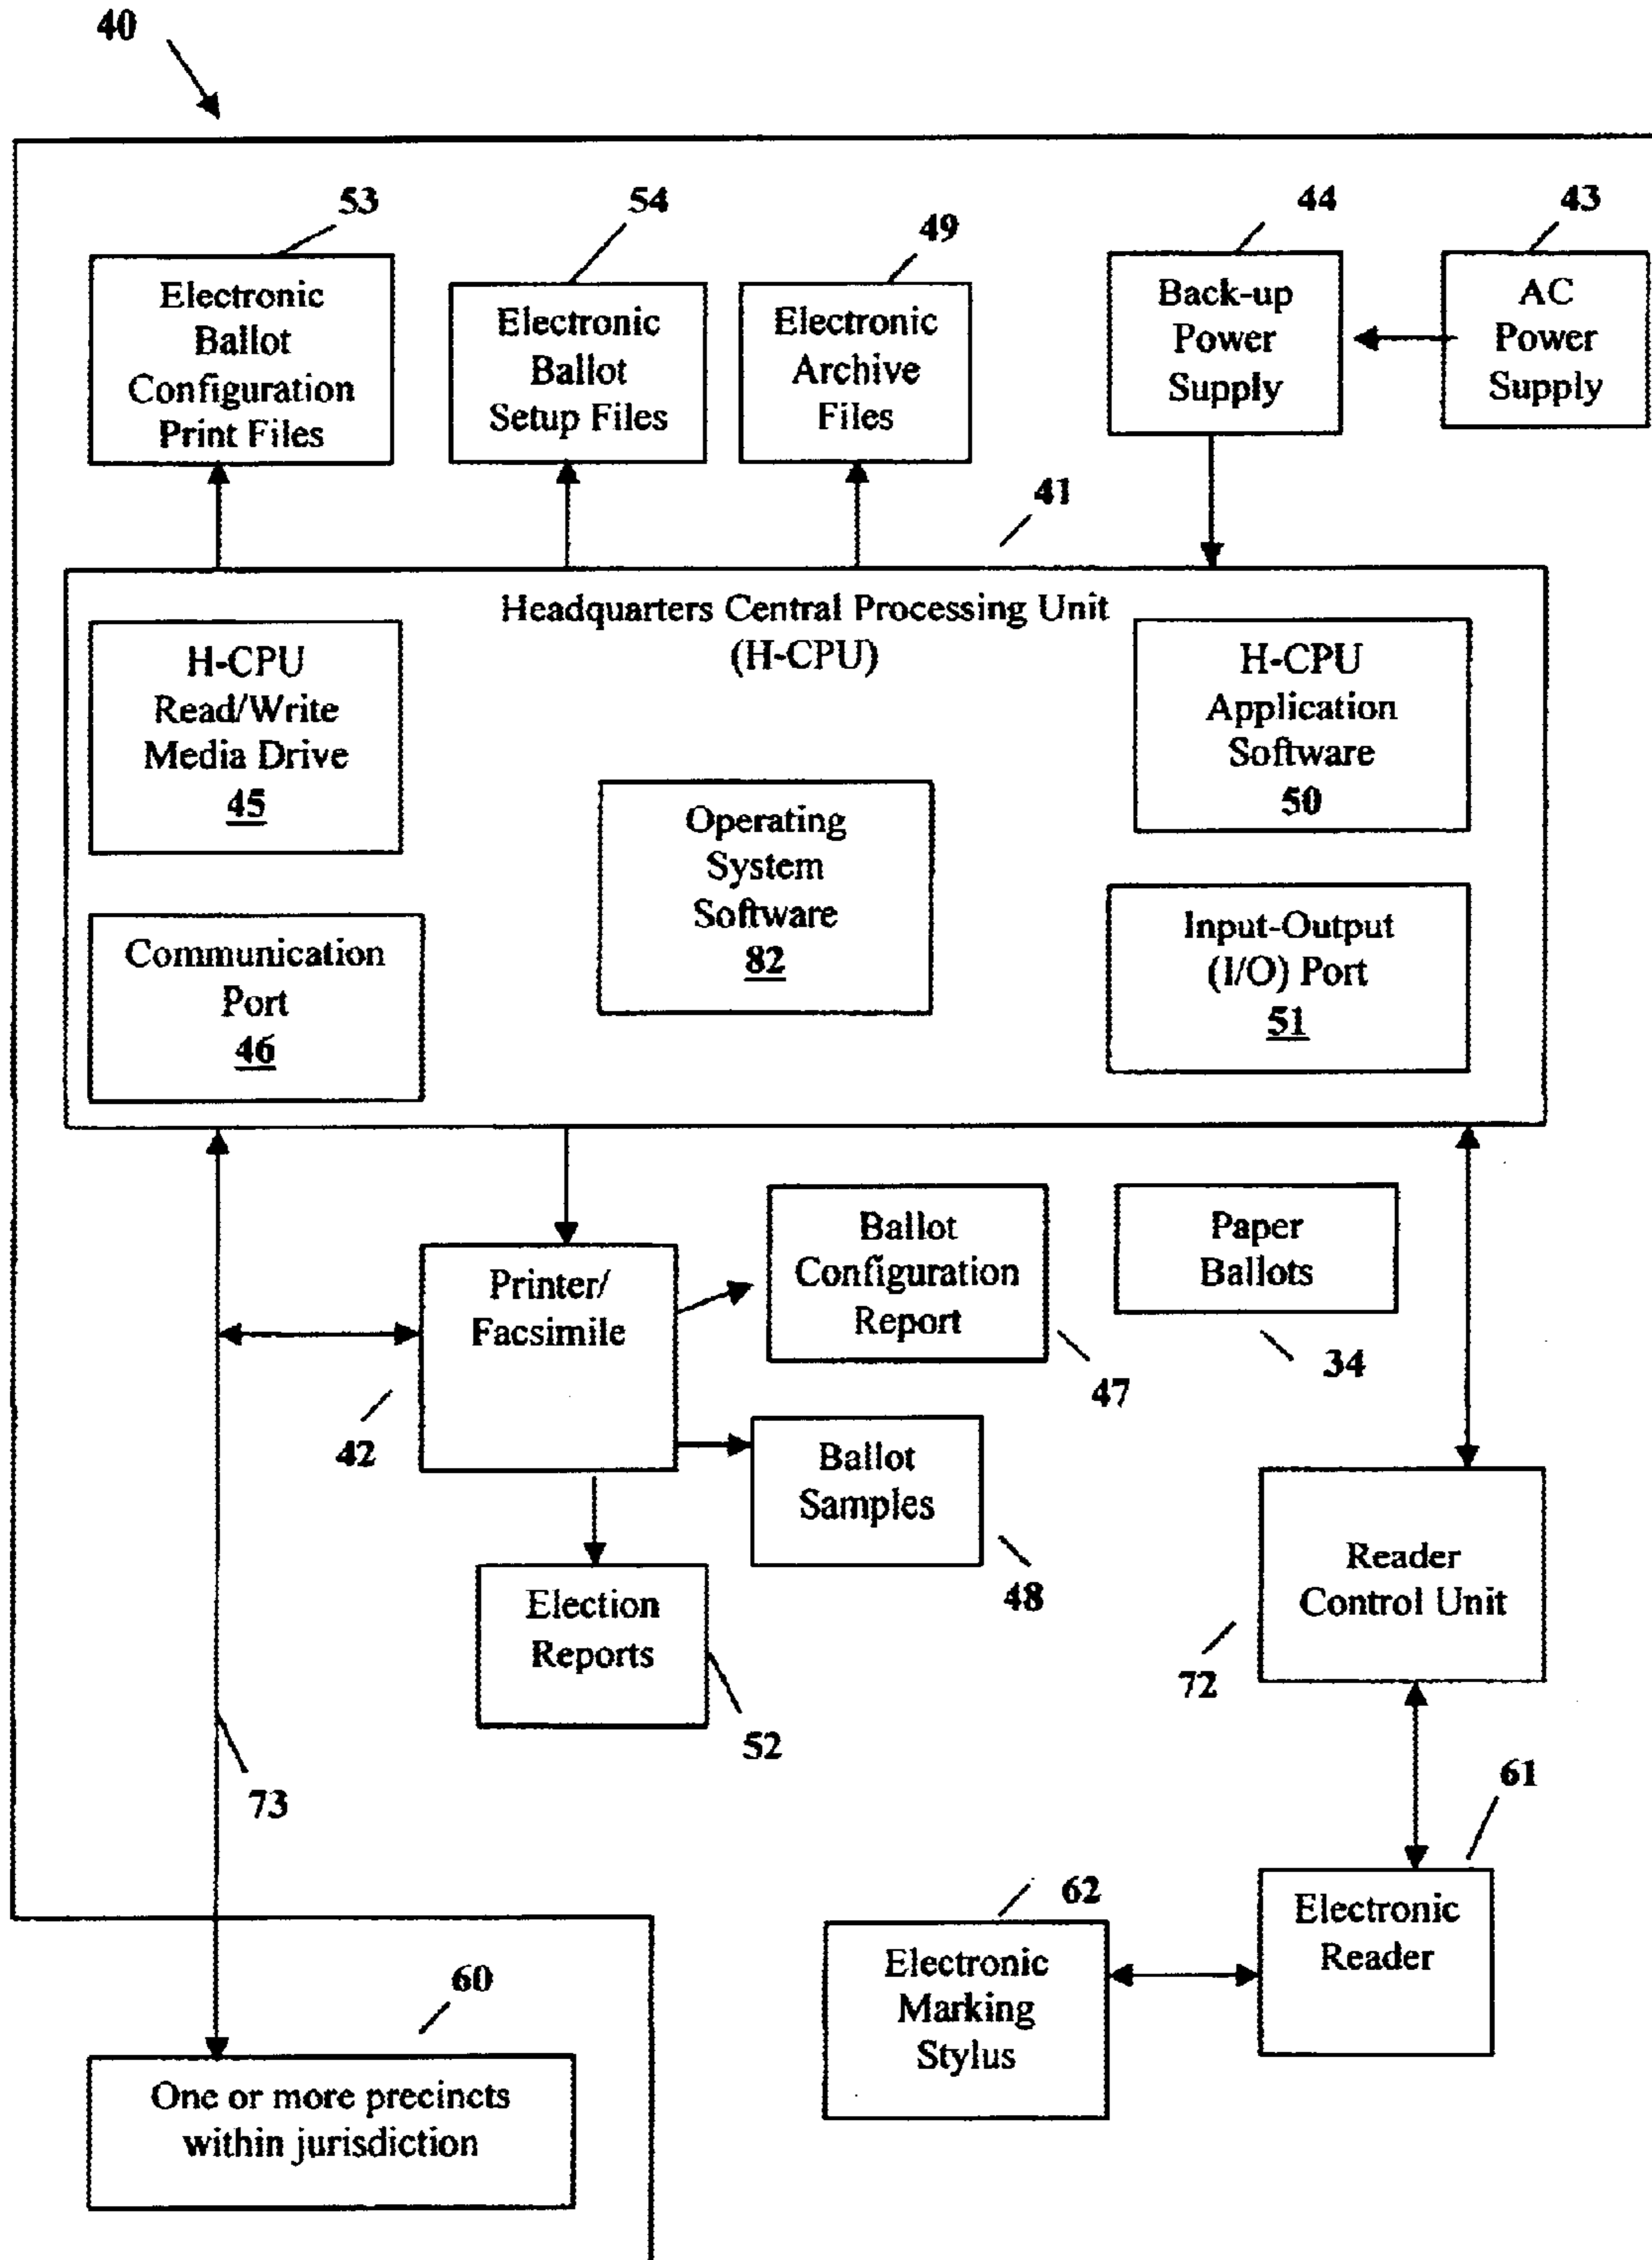 40
53
54
49
44
43
Electronic
Ballot
Configuration
Print Files
Electronic
Ballot
Setup Files
Electronic
Archive
Files
Back-up
Power
Supply
AC
Power
Supply
41
Headquarters Central Processing Unit
(H-CPU)
H-CPU
Read/Write
Media Drive
45
H-CPU
Application
Software
50
Operating
System
Software
82
Communication
Port
46
Input-Output
(I/O) Port
51
Printer/
Facsimile
42
Ballot
Configuration
Report
47
Paper
Ballots
34
Ballot
Samples
48
Election
Reports
52
Reader
Control Unit
72
73
61
62
Electronic
Reader
Electronic
Marking
Stylus
60
One or more precincts
within jurisdiction